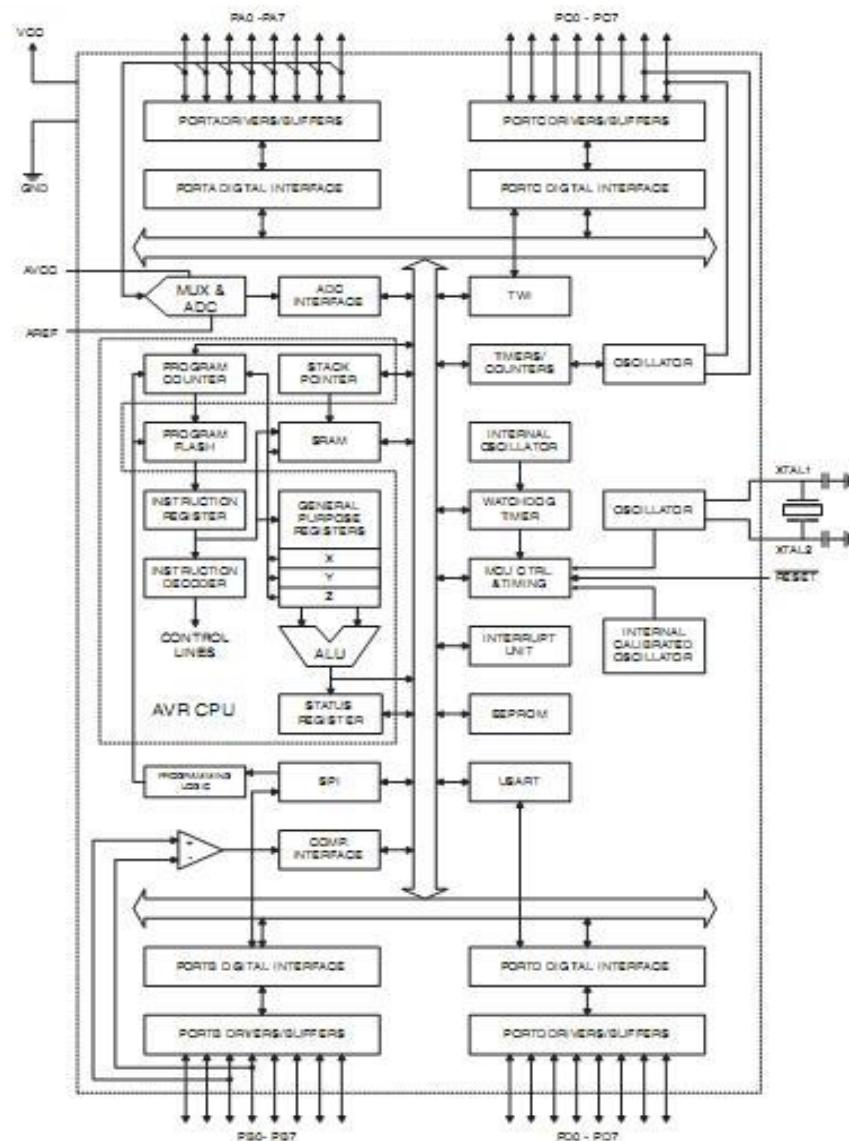 PA0 - PA7
PC0 - PC7
VCC
PORTA DRIVERS/BUFFERS
PORTC DRIVERS/BUFFERS
GND
PORTA DIGITAL INTERFACE
PORTC DIGITAL INTERFACE
AVCC
MUX &
ADC
ADC
INTERFACE
TWI
AREF
PROGRAM
COUNTER
STACK
POINTER
TIMERS/
COUNTERS
OSCILLATOR
PROGRAM
FLASH
SRAM
INTERNAL
OSCILLATOR
XTAL1
INSTRUCTION
REGISTER
GENERAL
PURPOSE
REGISTERS
WATCHDOG
TIMER
OSCILLATOR
XTAL2
X
INSTRUCTION
DECODER
Y
MCU CTRL.
& TIMING
RESET
Z
CONTROL
LINES
ALU
INTERRUPT
UNIT
INTERNAL
CALIBRATED
OSCILLATOR
AVR CPU
STATUS
REGISTER
EEPROM
PROGRAMMING
LOGIC
SPI
USART
+
-
COMP.
INTERFACE
PORTB DIGITAL INTERFACE
PORTD DIGITAL INTERFACE
PORTB DRIVERS/BUFFERS
PORTD DRIVERS/BUFFERS
PB0 - PB7
PD0 - PD7